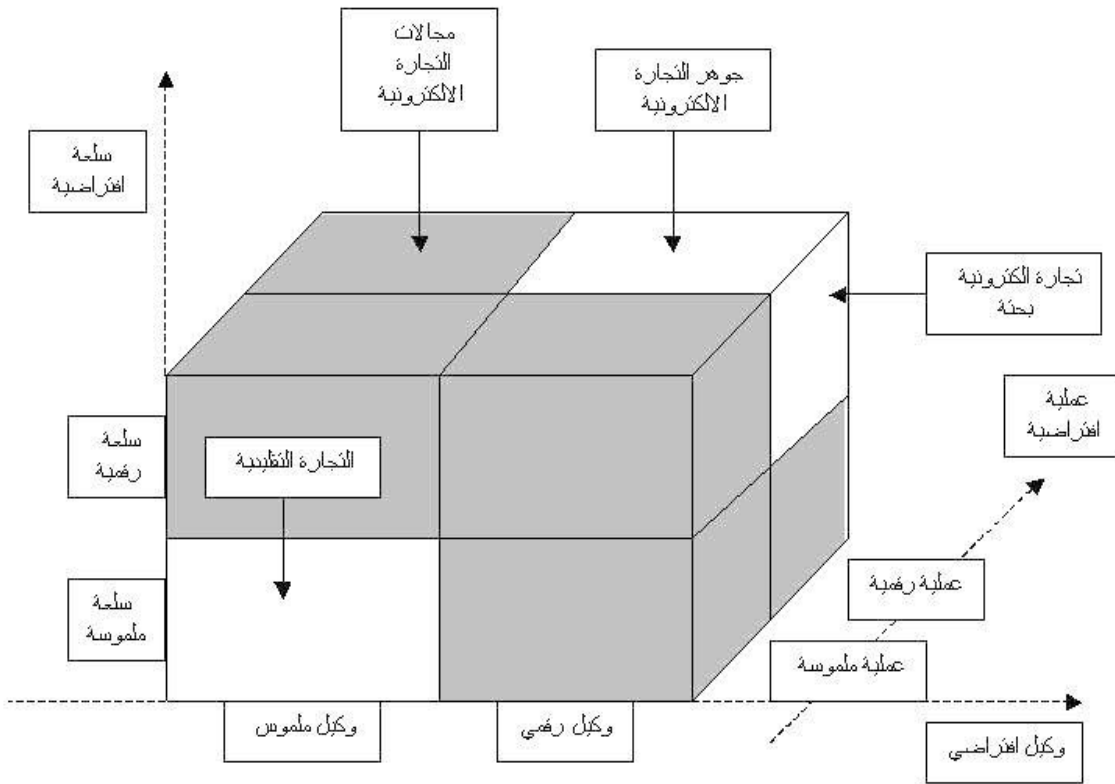 مجالات
التجارة
الالكترونية
جوهر التجارة
الالكترونية
سلعة
افتراضية
تجارة الكترونية
بحتة
عملية
افتراضية
سلعة
رقمية
التجارة التقليدية
سلعة
ملموسة
عملية رقمية
عملية ملموسة
وكيل ملموس
وكيل رقمي
وكيل افتراضي